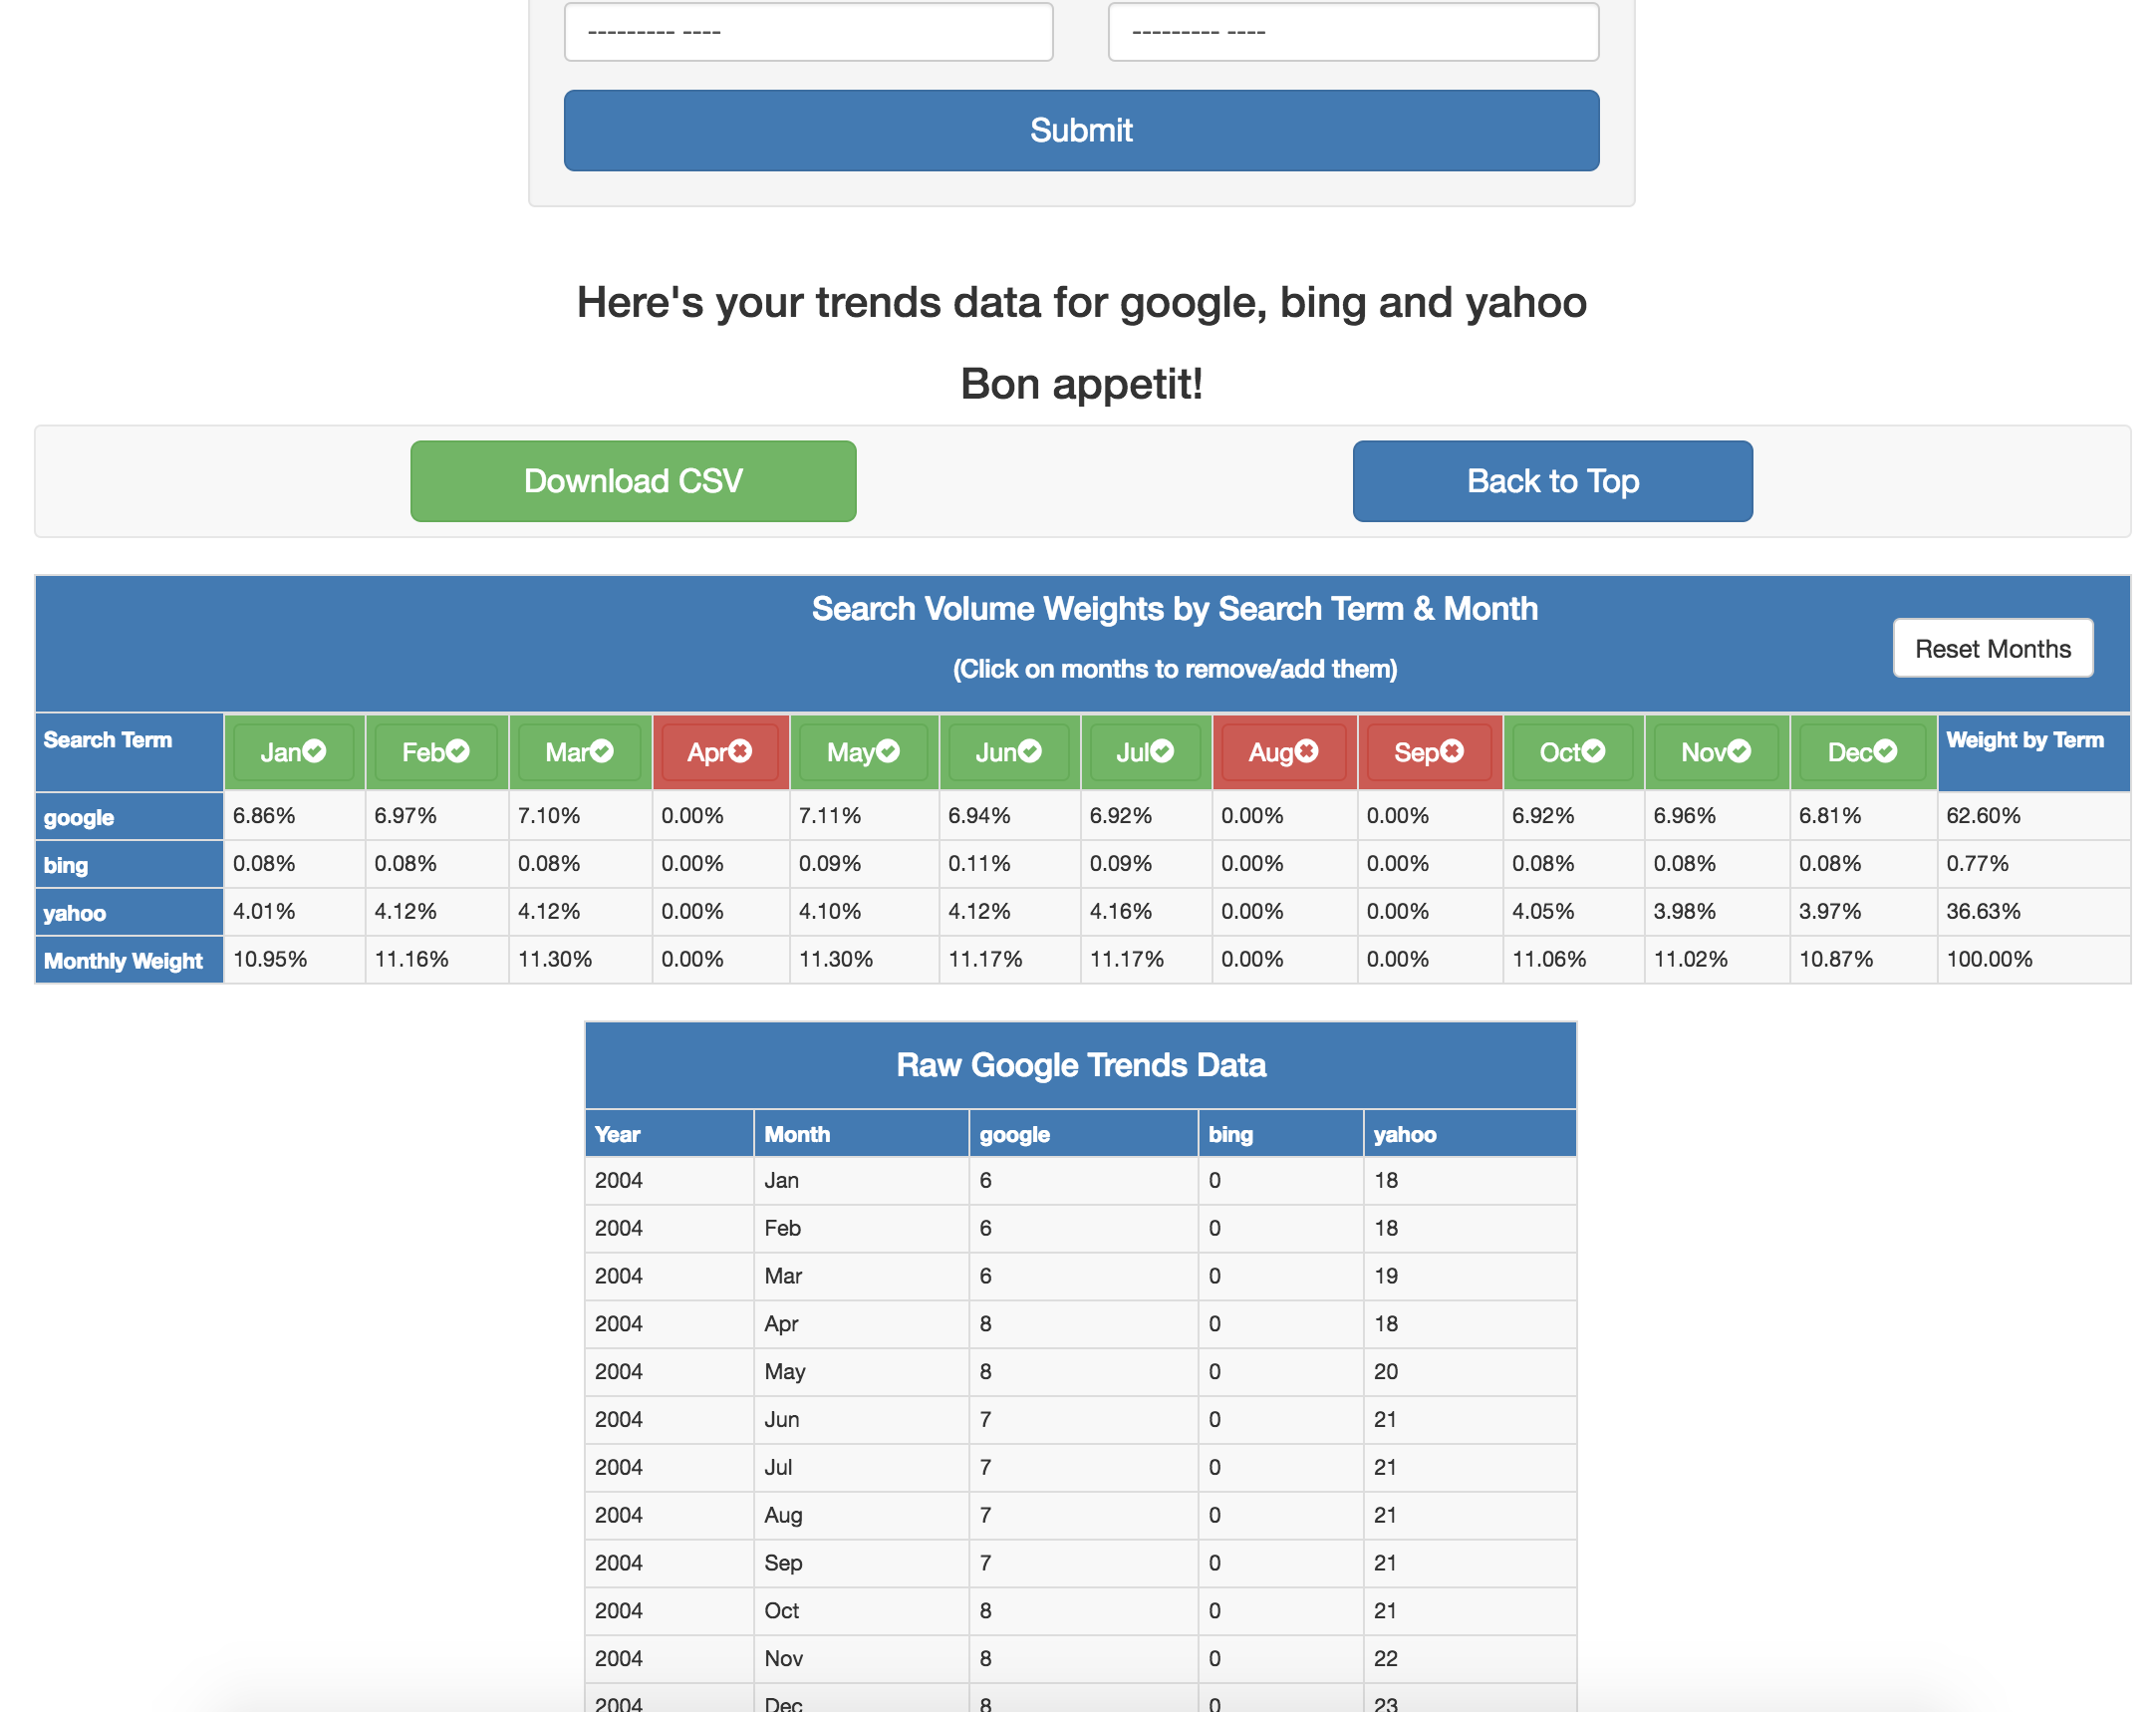 --------- ---- --------- ----
Submit
Here's your trends data for google, bing and yahoo
Bon appetit!
Download CSV Back to Top
Search Volume Weights by Search Term & Month
(Click on months to remove/add them)
Reset Months
Search Term Jan Feb Mar Apr May Jun Jul Aug Sep Oct Nov Dec Weight by Term
google 6.86% 6.97% 7.10% 0.00% 7.11% 6.94% 6.92% 0.00% 0.00% 6.92% 6.96% 6.81% 62.60%
bing 0.08% 0.08% 0.08% 0.00% 0.09% 0.11% 0.09% 0.00% 0.00% 0.08% 0.08% 0.08% 0.77%
yahoo 4.01% 4.12% 4.12% 0.00% 4.10% 4.12% 4.16% 0.00% 0.00% 4.05% 3.98% 3.97% 36.63%
Monthly Weight 10.95% 11.16% 11.30% 0.00% 11.30% 11.17% 11.17% 0.00% 0.00% 11.06% 11.02% 10.87% 100.00%
Raw Google Trends Data
Year Month google bing yahoo
2004 Jan 6 0 18
2004 Feb 6 0 18
2004 Mar 6 0 19
2004 Apr 8 0 18
2004 May 8 0 20
2004 Jun 7 0 21
2004 Jul 7 0 21
2004 Aug 7 0 21
2004 Sep 7 0 21
2004 Oct 8 0 21
2004 Nov 8 0 22
2004 Dec 8 0 23